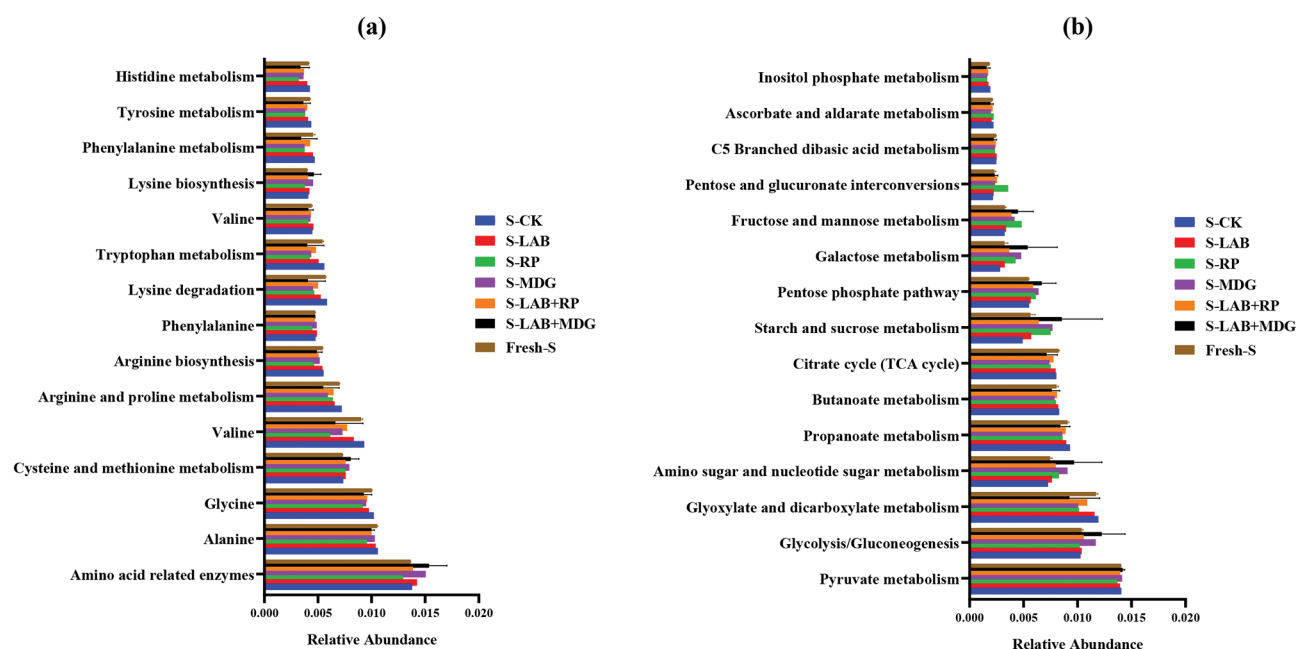 (a)
Histidine metabolism
Tyrosine metabolism
Phenylalanine metabolism
Lysine biosynthesis
Valine
Tryptophan metabolism
Lysine degradation
Phenylalanine
Arginine biosynthesis
Arginine and proline metabolism
Valine
Cysteine and methionine metabolism
Glycine
Alanine
Amino acid related enzymes
0.000
0.005
0.010
0.015
0.020
Relative Abundance
S-CK
S-LAB
S-RP
S-MDG
S-LAB+RP
S-LAB+MDG
Fresh-S
(b)
Inositol phosphate metabolism
Ascorbate and aldarate metabolism
C5 Branched dibasic acid metabolism
Pentose and glucuronate interconversions
Fructose and mannose metabolism
Galactose metabolism
Pentose phosphate pathway
Starch and sucrose metabolism
Citrate cycle (TCA cycle)
Butanoate metabolism
Propanoate metabolism
Amino sugar and nucleotide sugar metabolism
Glyoxylate and dicarboxylate metabolism
Glycolysis/Gluconeogenesis
Pyruvate metabolism
0.000
0.005
0.010
0.015
0.020
Relative Abundance
S-CK
S-LAB
S-RP
S-MDG
S-LAB+RP
S-LAB+MDG
Fresh-S